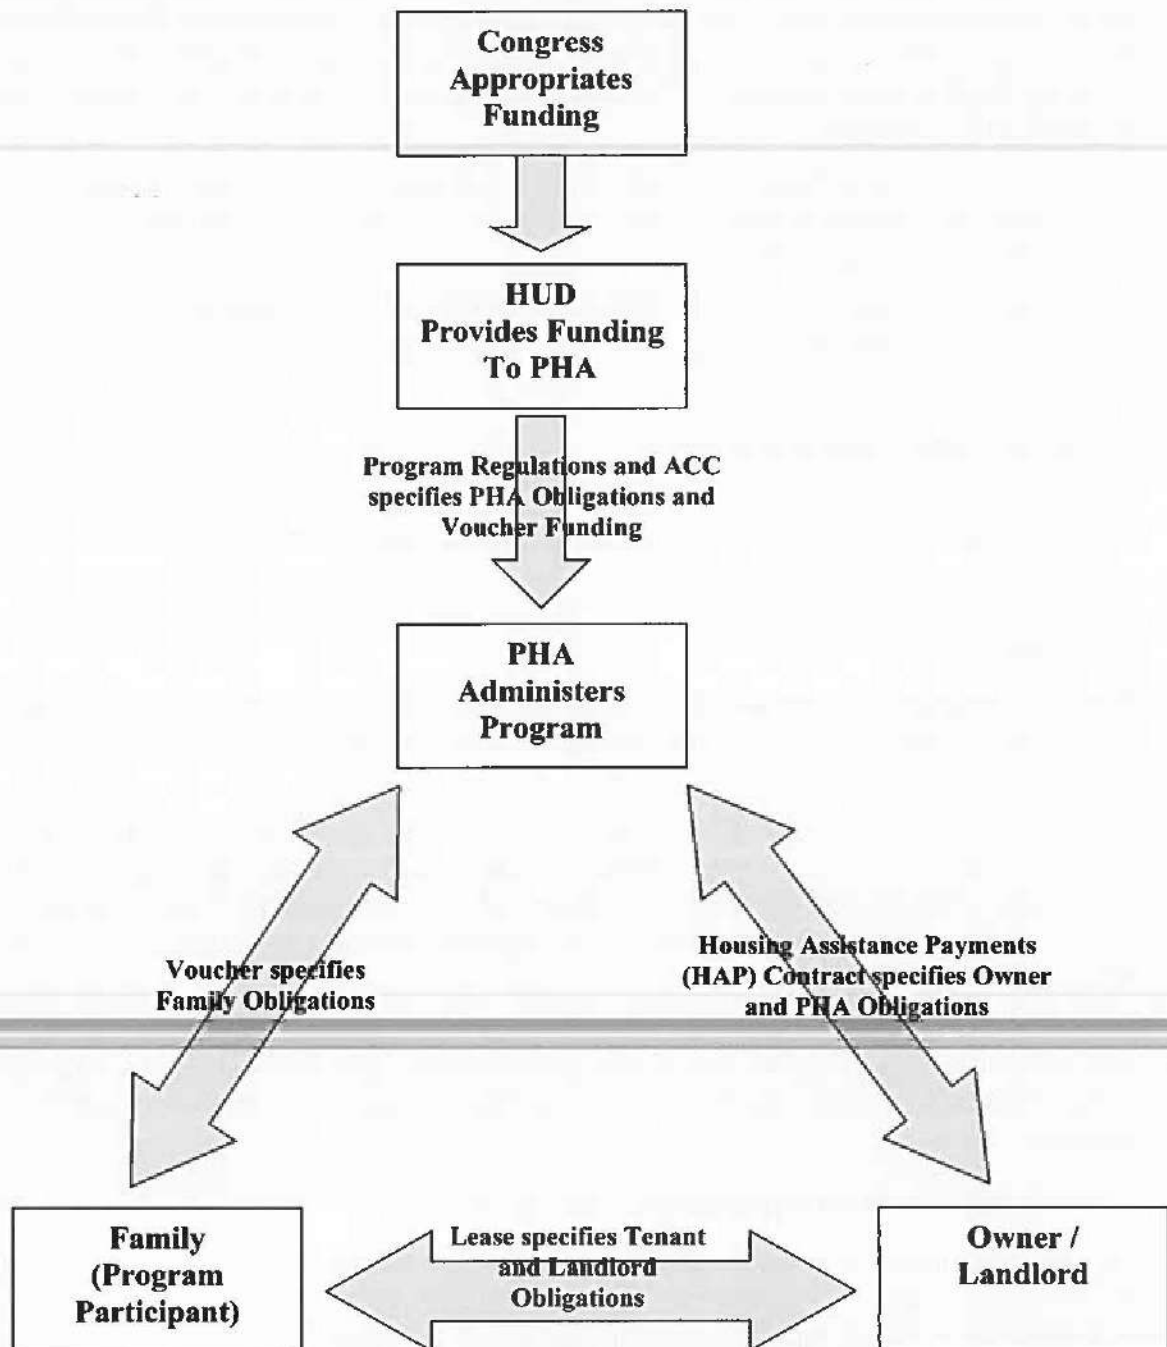 Congress
Appropriates
Funding
HUD
Provides Funding
To PHA
Program Regulations and ACC
specifies PHA Obligations and
Voucher Funding
PHA
Administers
Program
Voucher specifies
Family Obligations
Housing Assistance Payments
(HAP) Contract specifies Owner
and PHA Obligations
Family
(Program
Participant)
Lease specifies Tenant
and Landlord
Obligations
Owner /
Landlord